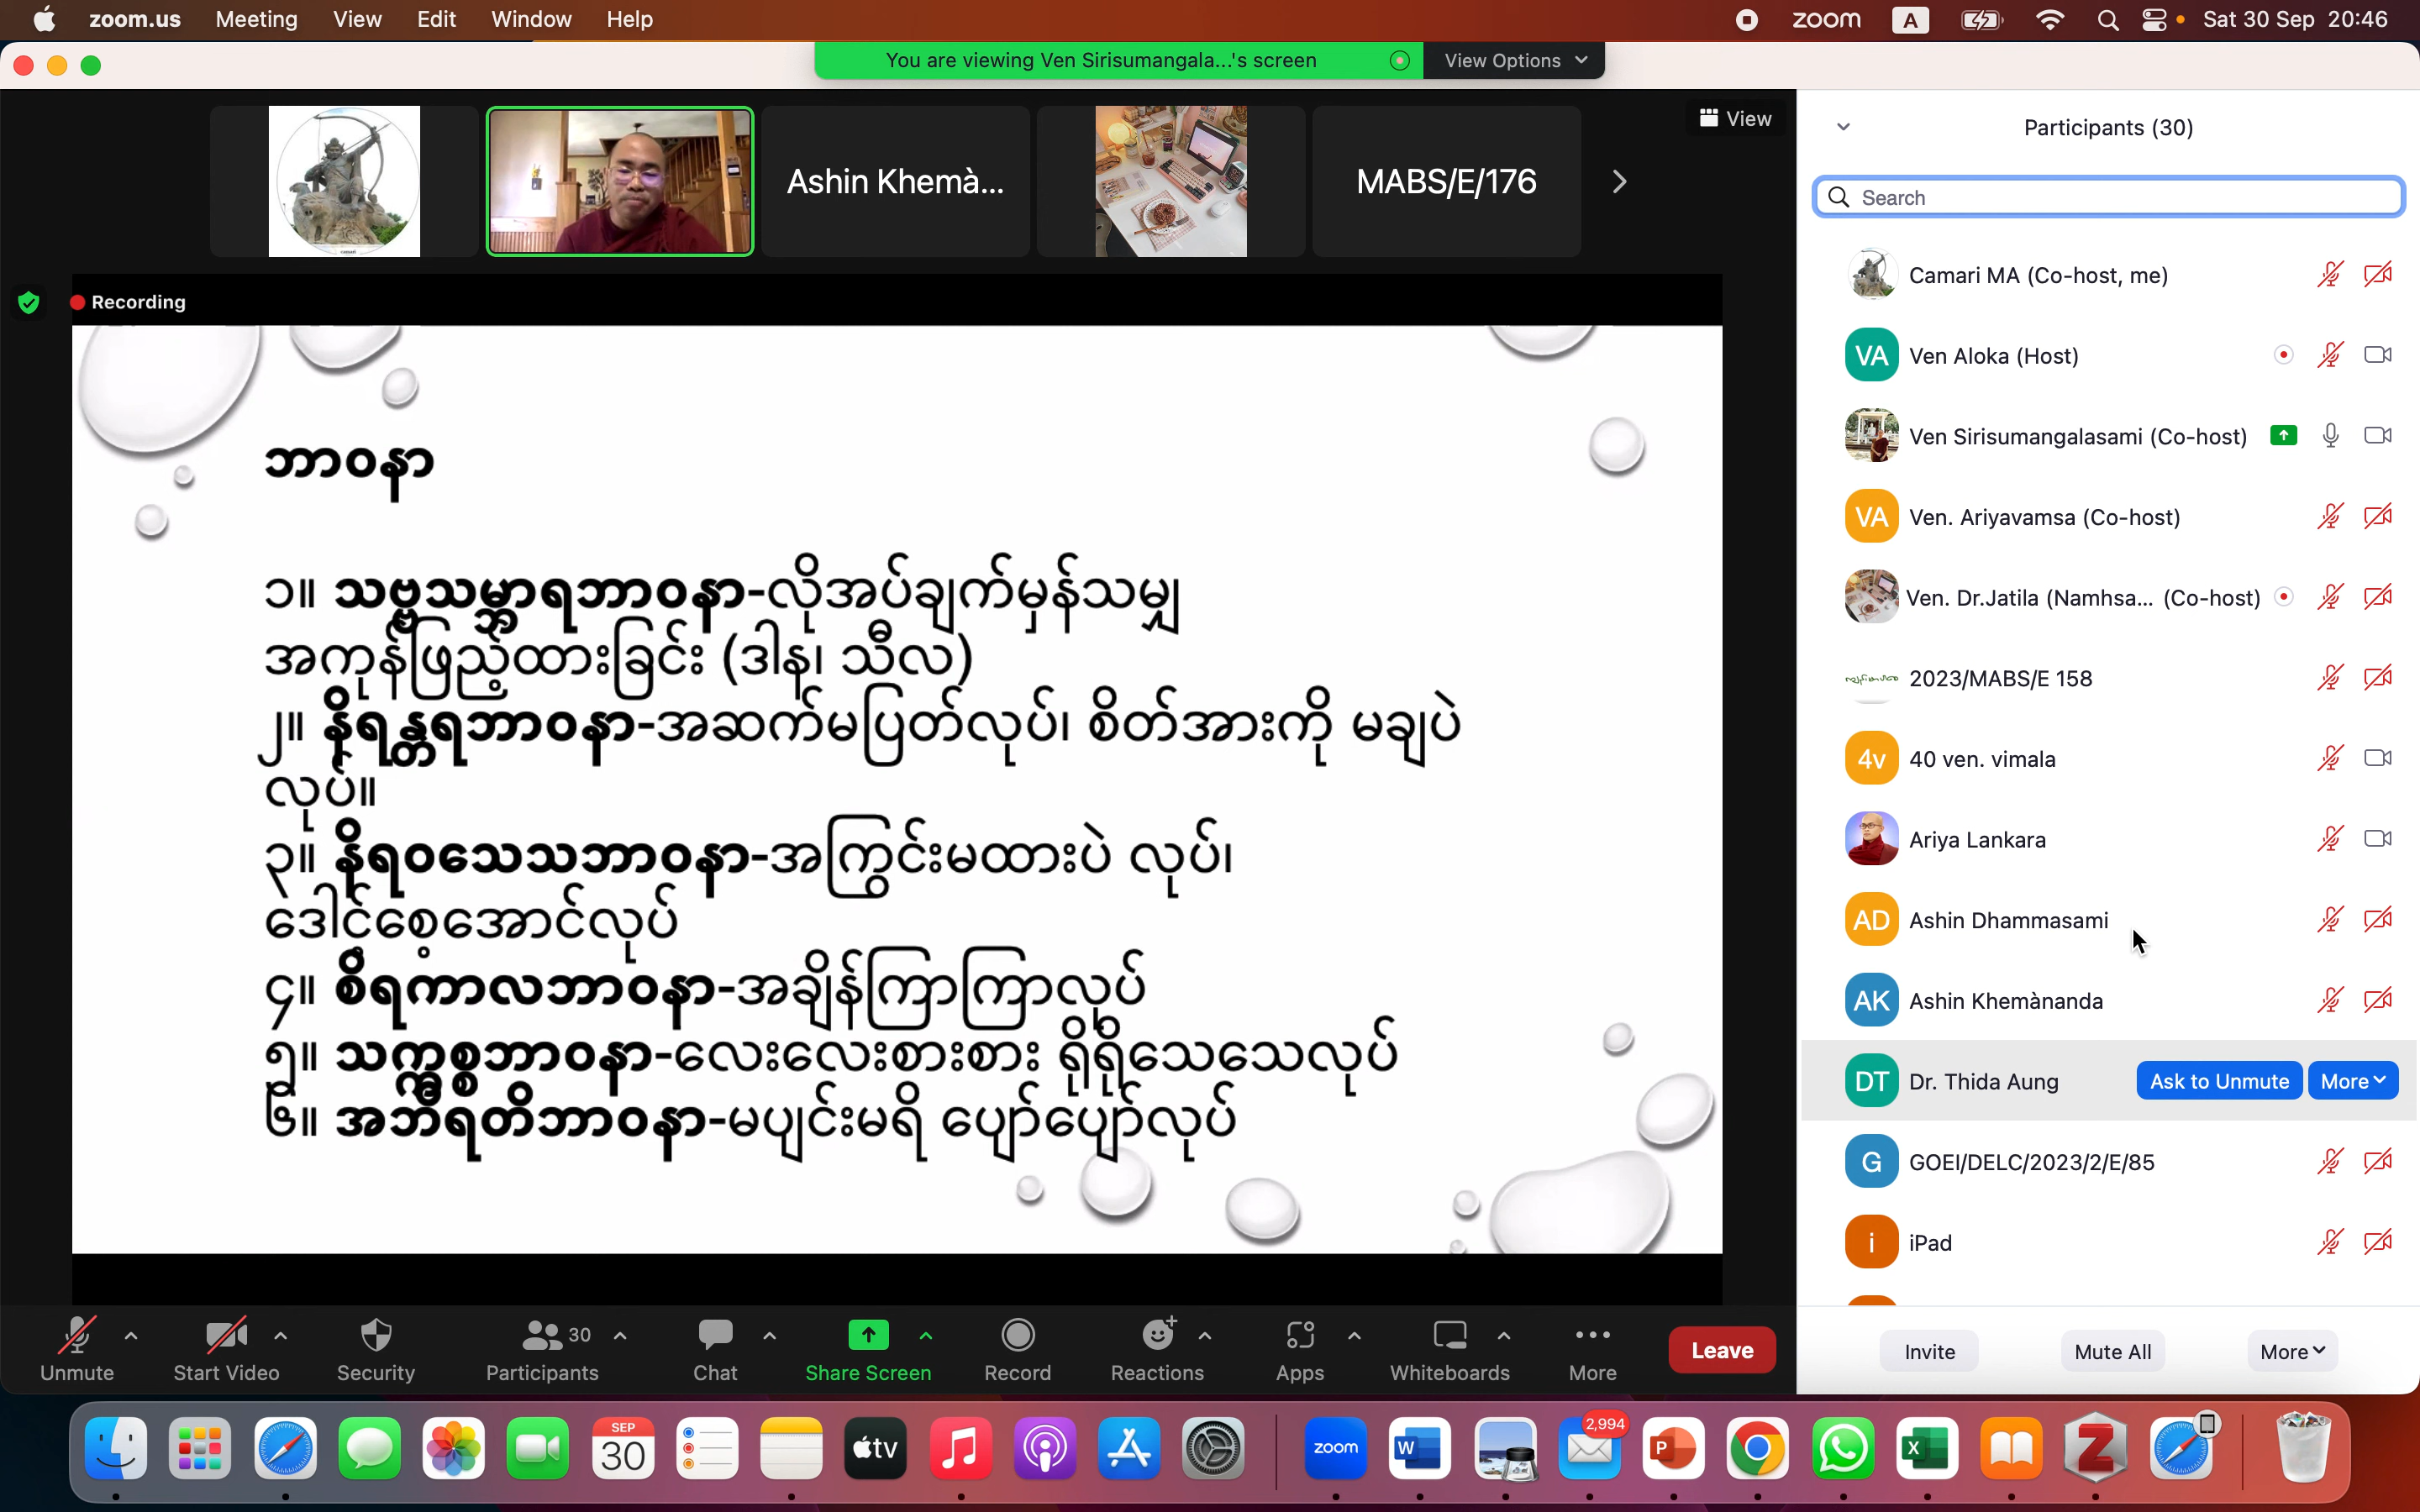 zoom.us Meeting View Edit Window Help
zoom A Sat 30 Sep 20:46
You are viewing Ven Sirisumangala...'s screen View Options
View
Ashin Khemà...
MABS/E/176
Recording
ဘာဝနာ
၁။ သဗ္ဗသမ္ဘာရဘာဝနာ-လိုအပ်ချက်မှန်သမျှ
အကုန်ဖြည့်ထားခြင်း (ဒါန၊ သီလ)
၂။ နိရန္တရဘာဝနာ-အဆက်မပြတ်လုပ်၊ စိတ်အားကို မချပဲ
လုပ်။
၃။ နိရဝသေသဘာဝနာ-အကြွင်းမထားပဲ လုပ်၊
ဒေါင့်စေ့အောင်လုပ်
၄။ စိရကာလဘာဝနာ-အချိန်ကြာကြာလုပ်
၅။ သက္ကစ္စဘာဝနာ-လေးလေးစားစား ရိုရိုသေသေလုပ်
၆။ အဘိရတိဘာဝနာ-မပျင်းမရိ ပျော်ပျော်လုပ်
Participants (30)
Search
Camari MA (Co-host, me)
VA Ven Aloka (Host)
Ven Sirisumangalasami (Co-host)
VA Ven. Ariyavamsa (Co-host)
Ven. Dr.Jatila (Namhsa... (Co-host)
2023/MABS/E 158
4v 40 ven. vimala
Ariya Lankara
AD Ashin Dhammasami
AK Ashin Khemànanda
DT Dr. Thida Aung Ask to Unmute More
G GOEI/DELC/2023/2/E/85
i iPad
Invite Mute All More
30
Unmute Start Video Security Participants Chat Share Screen Record Reactions Apps Whiteboards More Leave
SEP
30
tv
zoom
W
2,994
P
X
Z